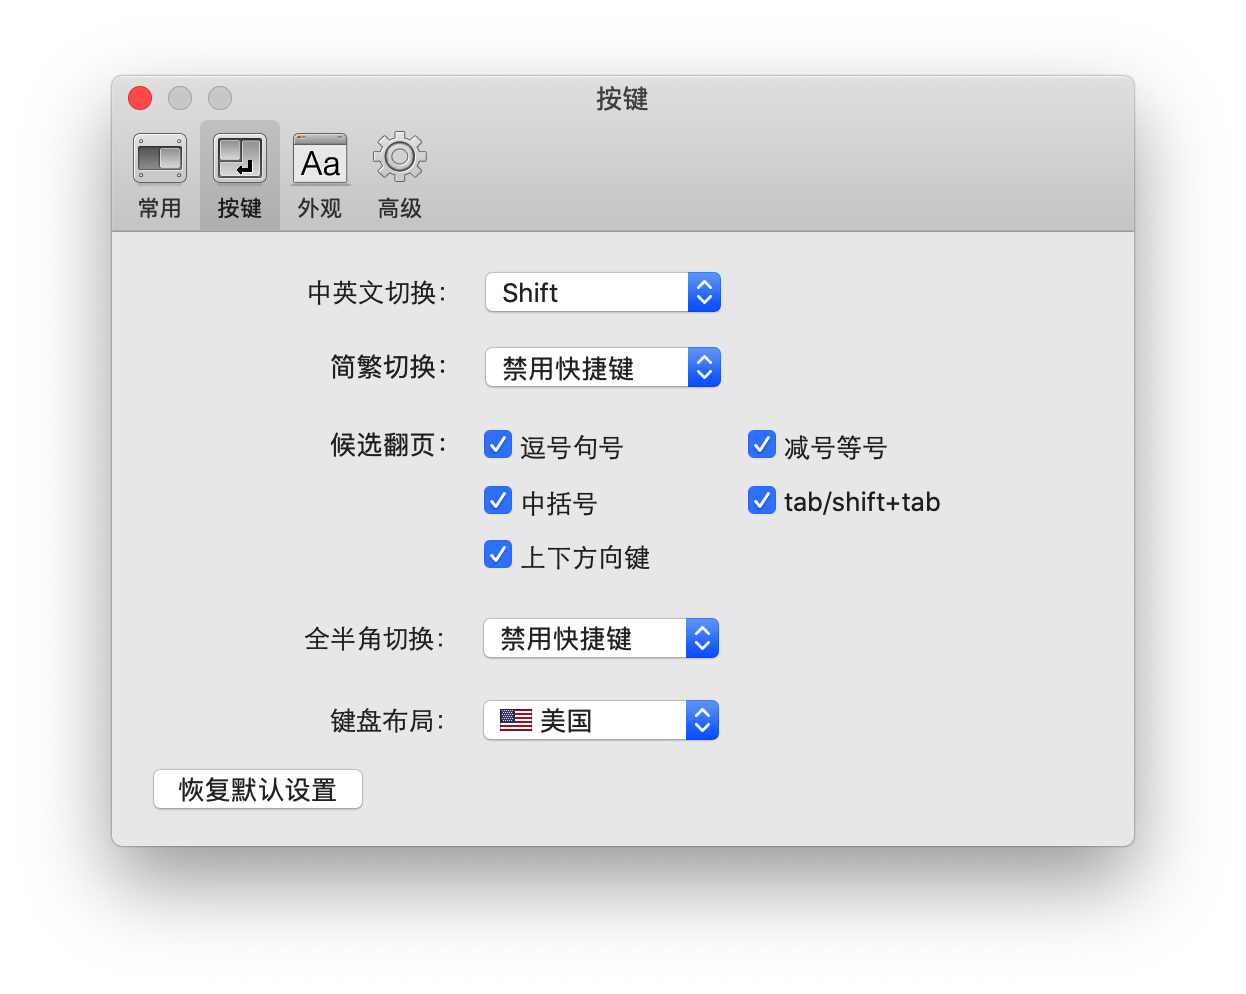 按键
常用 按键 Aa 外观 高级
中英文切换： Shift
简繁切换： 禁用快捷键
候选翻页： 逗号句号 减号等号
中括号 tab/shift+tab
上下方向键
全半角切换： 禁用快捷键
键盘布局： 美国
恢复默认设置